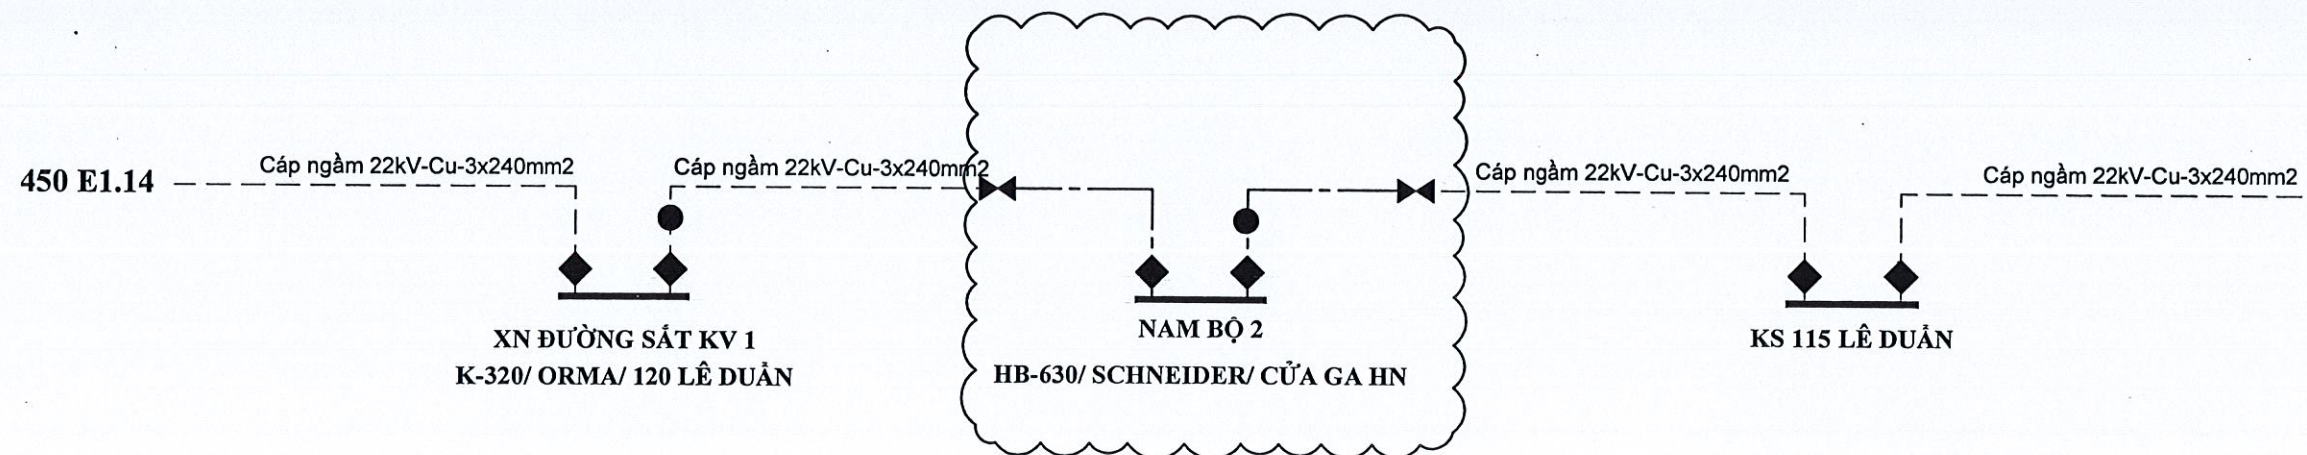 450 E1.14
Cáp ngầm 22kV-Cu-3x240mm2
Cáp ngầm 22kV-Cu-3x240mm2
Cáp ngầm 22kV-Cu-3x240mm2
Cáp ngầm 22kV-Cu-3x240mm2
XN ĐƯỜNG SẮT KV 1
K-320/ ORMA/ 120 LÊ DUẨN
NAM BỘ 2
HB-630/ SCHNEIDER/ CỬA GA HN
KS 115 LÊ DUẨN